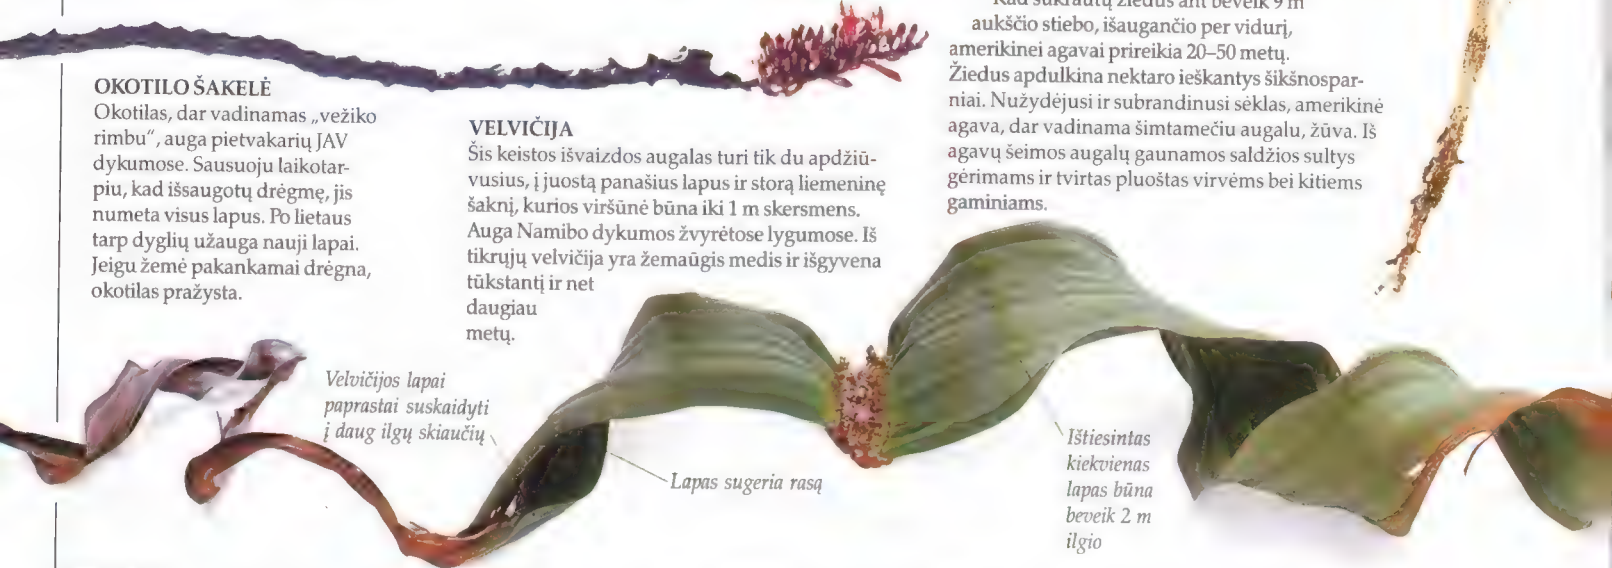 OKOTILO ŠAKELĖ
Okotilas, dar vadinamas „vežiko
rimbu“, auga pietvakarių JAV
dykumose. Sausuoju laikotar-
piu, kad išsaugotų drėgmę, jis
numeta visus lapus. Po lietaus
tarp dyglių užauga nauji lapai.
Jeigu žemė pakankamai drėgna,
okotilas pražysta.
VELVIČIJA
Šis keistos išvaizdos augalas turi tik du apdžiū-
vusius, į juostą panašius lapus ir storą liemeninę
šaknį, kurios viršūnė būna iki 1 m skersmens.
Auga Namibo dykumos žvyrėtose lygumose. Iš
tikrųjų velvičija yra žemaūgis medis ir išgyvena
tūkstantį ir net
daugiau
metų.
Kad sukrautų žiedus ant beveik 9 m
aukščio stiebo, išaugančio per vidurį,
amerikinei agavai prireikia 20–50 metų.
Žiedus apdulkina nektaro ieškantys šikšnospar-
niai. Nužydėjusi ir subrandinusi sėklas, amerikinė
agava, dar vadinama šimtamečiu augalu, žūva. Iš
agavų šeimos augalų gaunamos saldžios sultys
gėrimams ir tvirtas pluoštas virvėms bei kitiems
gaminiams.
Velvičijos lapai
paprastai suskaidyti
į daug ilgų skiaučių
Lapas sugeria rasą
Ištiesintas
kiekvienas
lapas būna
beveik 2 m
ilgio